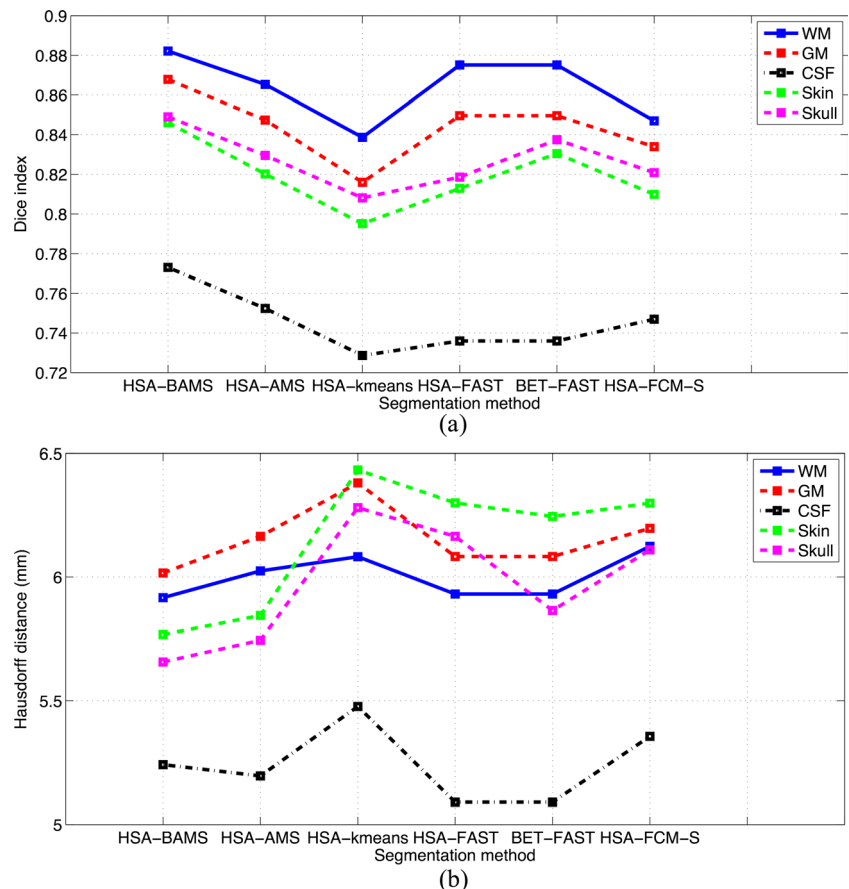 0.9
0.88
0.86
0.84
0.82
0.8
0.78
0.76
0.74
0.72
Dice index
WM
GM
CSF
Skin
Skull
HSA-BAMS HSA-AMS HSA-kmeans HSA-FAST BET-FAST HSA-FCM-S
Segmentation method
(a)
6.5
6
5.5
5
Hausdorff distance (mm)
WM
GM
CSF
Skin
Skull
HSA-BAMS HSA-AMS HSA-kmeans HSA-FAST BET-FAST HSA-FCM-S
Segmentation method
(b)